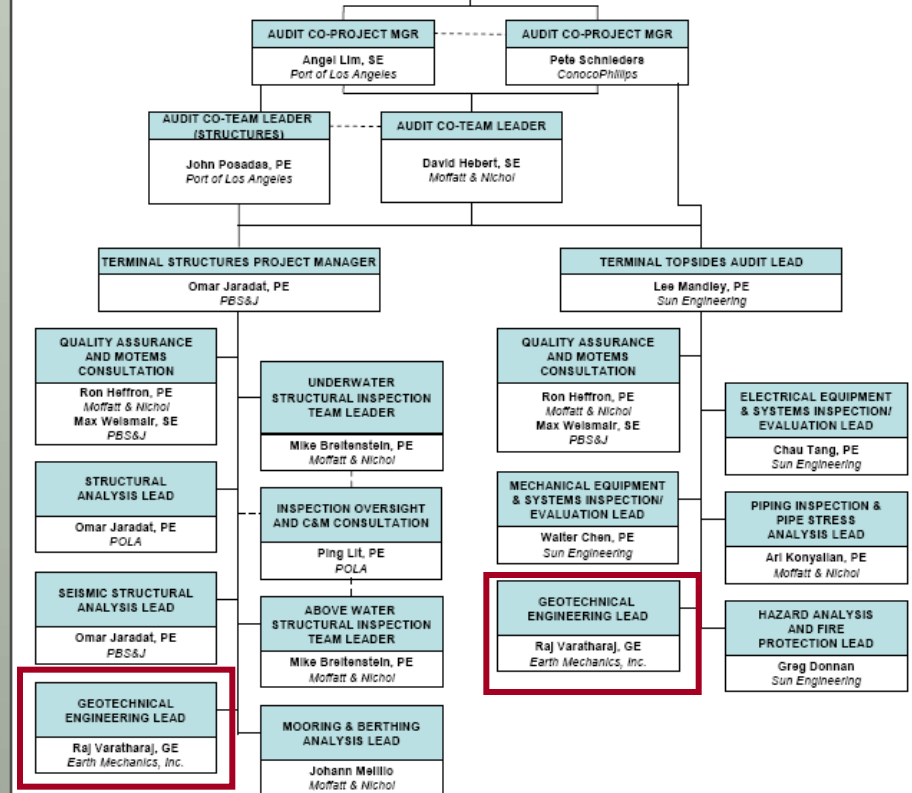 AUDIT CO-PROJECT MGR
Angel Lim, SE
Port of Los Angeles
AUDIT CO-PROJECT MGR
Pete Schnieders
ConocoPhillips
AUDIT CO-TEAM LEADER
(STRUCTURES)
John Posadas, PE
Port of Los Angeles
AUDIT CO-TEAM LEADER
David Hebert, SE
Moffatt & Nichol
TERMINAL STRUCTURES PROJECT MANAGER
Omar Jaradat, PE
PBS&J
TERMINAL TOPSIDES AUDIT LEAD
Lee Mandley, PE
Sun Engineering
QUALITY ASSURANCE
AND MOTEMS
CONSULTATION
Ron Heffron, PE
Moffatt & Nichol
Max Weismair, SE
PBS&J
UNDERWATER
STRUCTURAL INSPECTION
TEAM LEADER
Mike Breitenstein, PE
Moffatt & Nichol
STRUCTURAL
ANALYSIS LEAD
Omar Jaradat, PE
POLA
INSPECTION OVERSIGHT
AND C&M CONSULTATION
Ping Lit, PE
POLA
SEISMIC STRUCTURAL
ANALYSIS LEAD
Omar Jaradat, PE
PBS&J
ABOVE WATER
STRUCTURAL INSPECTION
TEAM LEADER
Mike Breitenstein, PE
Moffatt & Nichol
GEOTECHNICAL
ENGINEERING LEAD
Raj Varatharaj, GE
Earth Mechanics, Inc.
MOORING & BERTHING
ANALYSIS LEAD
Johann Melillo
Moffatt & Nichol
QUALITY ASSURANCE
AND MOTEMS
CONSULTATION
Ron Heffron, PE
Moffatt & Nichol
Max Weismair, SE
PBS&J
ELECTRICAL EQUIPMENT
& SYSTEMS INSPECTION/
EVALUATION LEAD
Chau Tang, PE
Sun Engineering
MECHANICAL EQUIPMENT
& SYSTEMS INSPECTION/
EVALUATION LEAD
Walter Chen, PE
Sun Engineering
PIPING INSPECTION &
PIPE STRESS
ANALYSIS LEAD
Ari Konyalian, PE
Moffatt & Nichol
GEOTECHNICAL
ENGINEERING LEAD
Raj Varatharaj, GE
Earth Mechanics, Inc.
HAZARD ANALYSIS
AND FIRE
PROTECTION LEAD
Greg Donnan
Sun Engineering